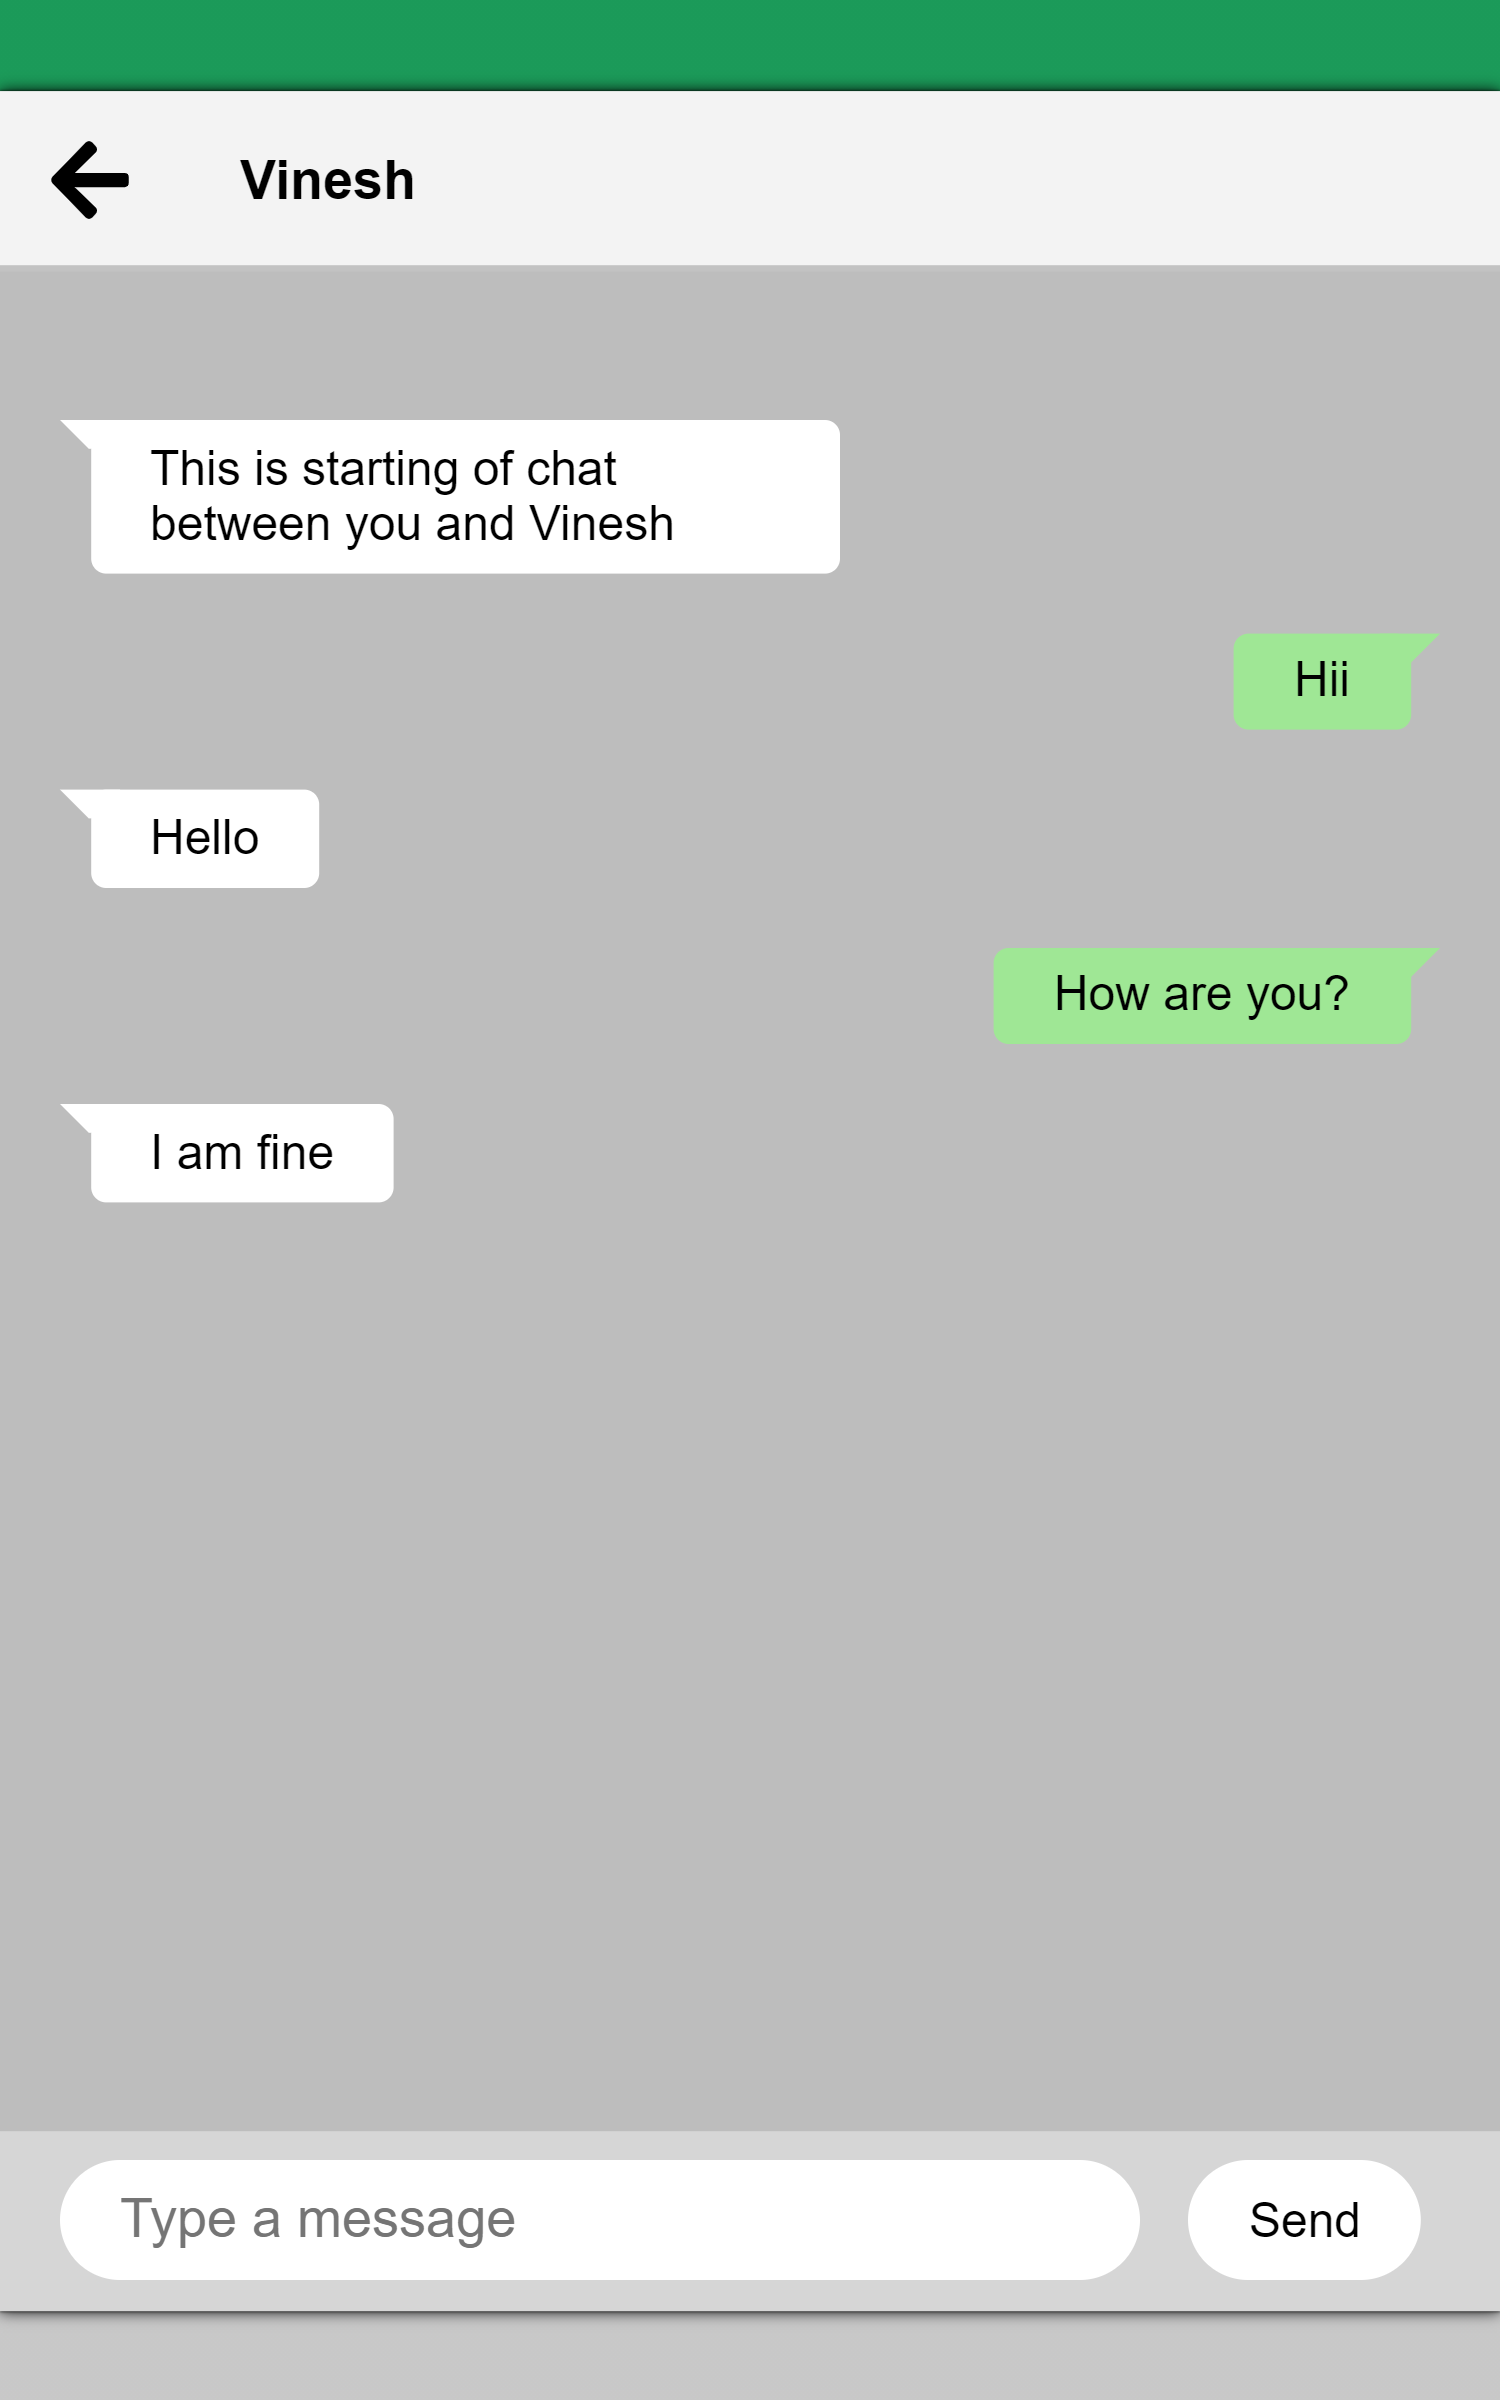 Vinesh
This is starting of chat
between you and Vinesh
Hii
Hello
How are you?
I am fine
Type a message
Send